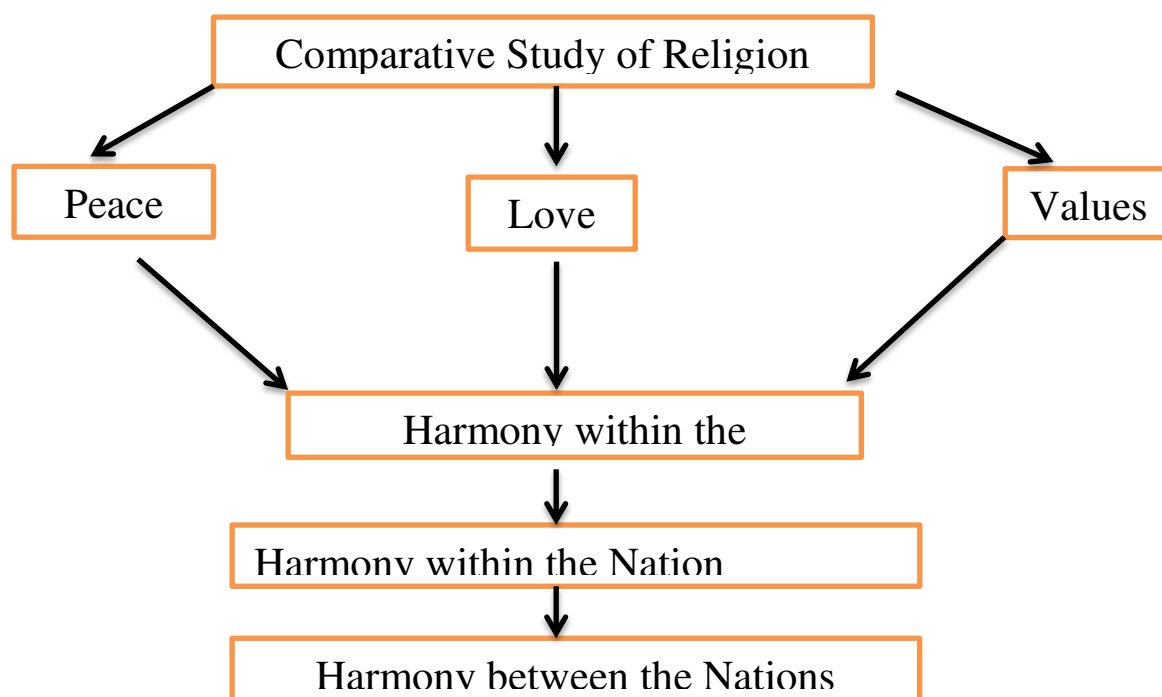 Comparative Study of Religion
Peace
Love
Values
Harmony within the
Harmony within the Nation
Harmony between the Nations